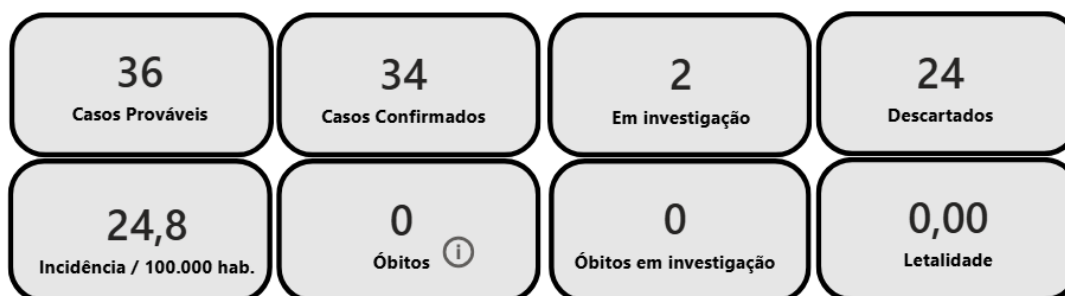 36
Casos Prováveis
34
Casos Confirmados
2
Em investigação
24
Descartados
24,8
Incidência / 100.000 hab.
0
Óbitos
0
Óbitos em investigação
0,00
Letalidade